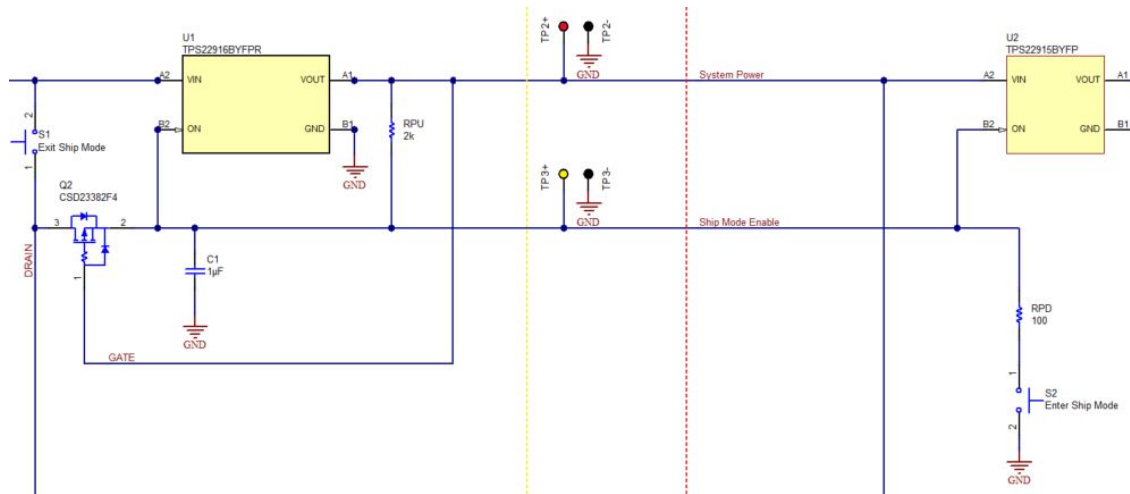 U1
TPS22916BYFPR
A2
VIN
VOUT
A1
B2
ON
GND
B1
GND
RPU
2k
2
S1
Exit Ship Mode
1
Q2
CSD23382F4
3
2
1
DRAIN
GATE
C1
1µF
GND
TP2+
TP2-
GND
System Power
TP3+
TP3-
GND
Ship Mode Enable
U2
TPS22915BYFP
A2
VIN
VOUT
A1
B2
ON
GND
B1
RPD
100
1
S2
Enter Ship Mode
2
GND